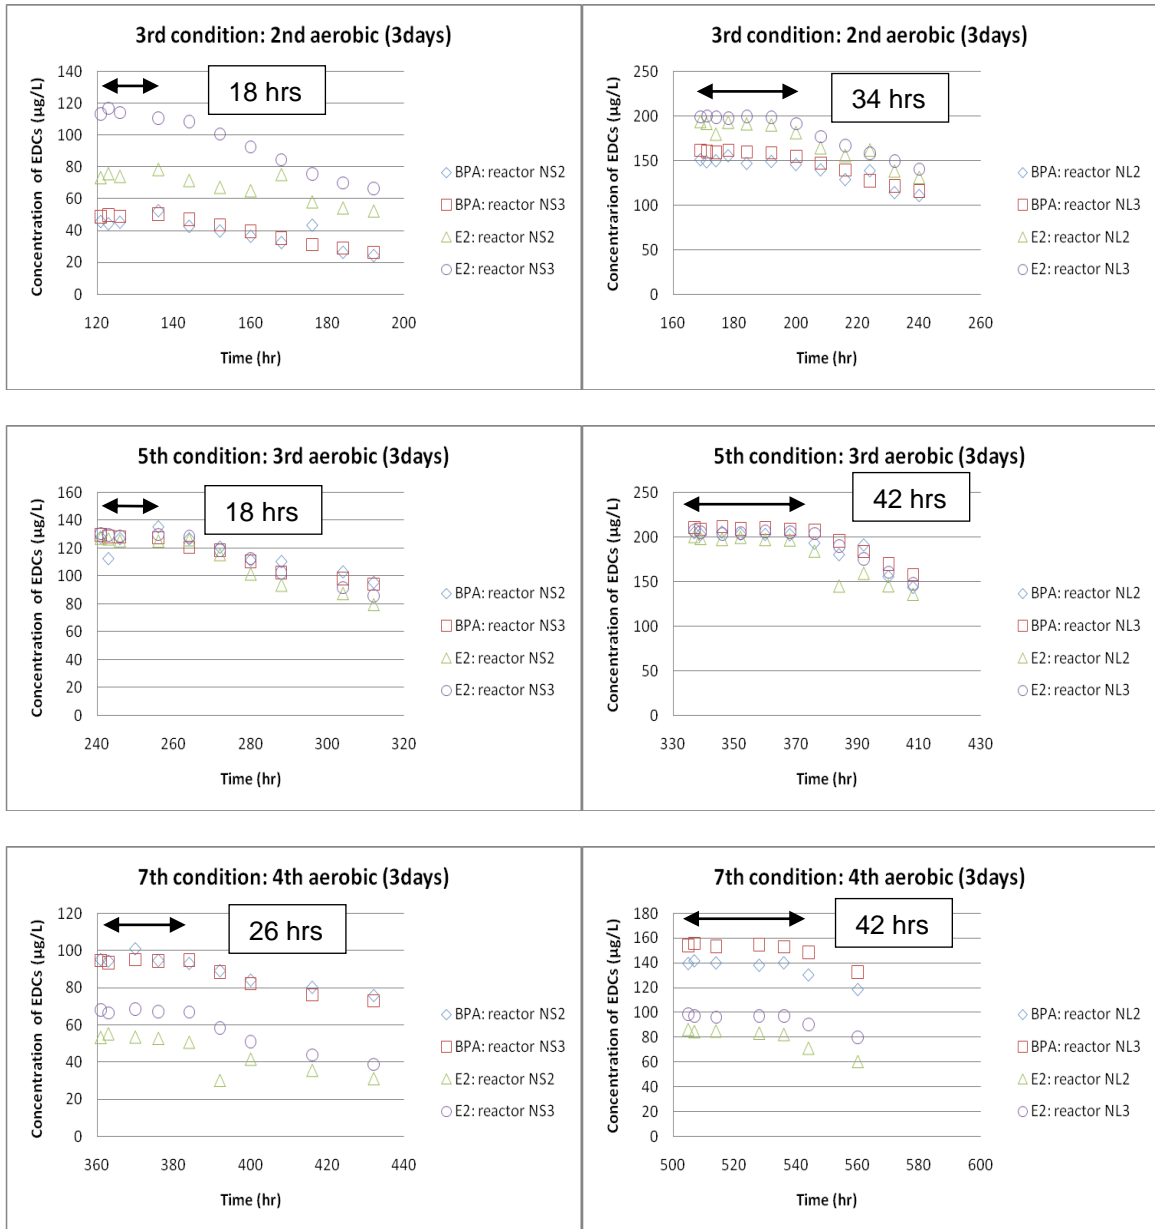 3rd condition: 2nd aerobic (3days)
Concentration of EDCs (µg/L)
140
120
100
80
60
40
20
0
18 hrs
120 140 160 180 200
Time (hr)
BPA: reactor NS2
BPA: reactor NS3
E2: reactor NS2
E2: reactor NS3
3rd condition: 2nd aerobic (3days)
Concentrarion of EDCs (µg/L)
250
200
150
100
50
0
34 hrs
160 180 200 220 240 260
Time (hr)
BPA: reactor NL2
BPA: reactor NL3
E2: reactor NL2
E2: reactor NL3
5th condition: 3rd aerobic (3days)
Concentration of EDCs (µg/L)
160
140
120
100
80
60
40
20
0
18 hrs
240 260 280 300 320
Time (hr)
BPA: reactor NS2
BPA: reactor NS3
E2: reactor NS2
E2: reactor NS3
5th condition: 3rd aerobic (3days)
Concentration of EDCs (µg/L)
250
200
150
100
50
0
42 hrs
330 350 370 390 410 430
Time (hr)
BPA: reactor NL2
BPA: reactor NL3
E2: reactor NL2
E2: reactor NL3
7th condition: 4th aerobic (3days)
Concentration of EDCs (µg/L)
120
100
80
60
40
20
0
26 hrs
360 380 400 420 440
Time (hr)
BPA: reactor NS2
BPA: reactor NS3
E2: reactor NS2
E2: reactor NS3
7th condition: 4th aerobic (3days)
Concentration of EDCs (µg/L)
180
160
140
120
100
80
60
40
20
0
42 hrs
500 520 540 560 580 600
Time (hr)
BPA: reactor NL2
BPA: reactor NL3
E2: reactor NL2
E2: reactor NL3